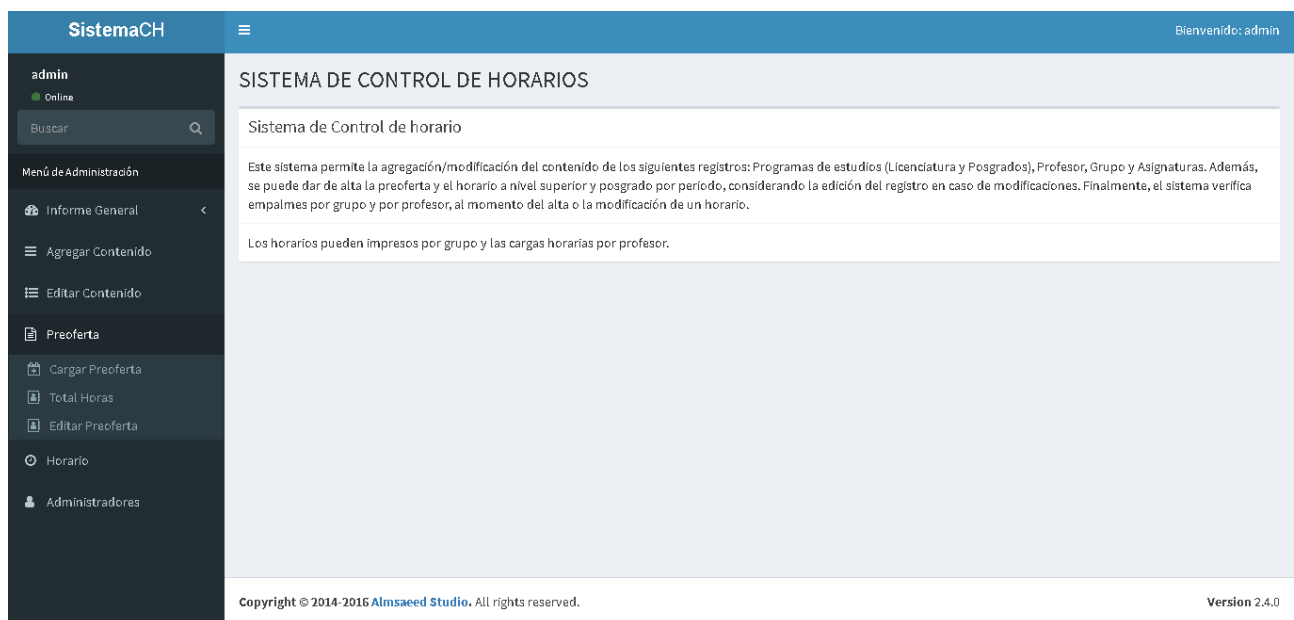 SistemaCH
Bienvenido: admin
admin
Online
Buscar
Menú de Administración
Informe General
Agregar Contenido
Editar Contenido
Preoferta
Cargar Preoferta
Total Horas
Editar Preoferta
Horario
Administradores
SISTEMA DE CONTROL DE HORARIOS
Sistema de Control de horario
Este sistema permite la agregación/modificación del contenido de los siguientes registros: Programas de estudios (Licenciatura y Posgrados), Profesor, Grupo y Asignaturas. Además,
se puede dar de alta la preoferta y el horario a nivel superior y posgrado por periodo, considerando la edición del registro en caso de modificaciones. Finalmente, el sistema verifica
empalmes por grupo y por profesor, al momento del alta o la modificación de un horario.
Los horarios pueden impresos por grupo y las cargas horarias por profesor.
Copyright © 2014-2016 Almsaeed Studio. All rights reserved.
Version 2.4.0